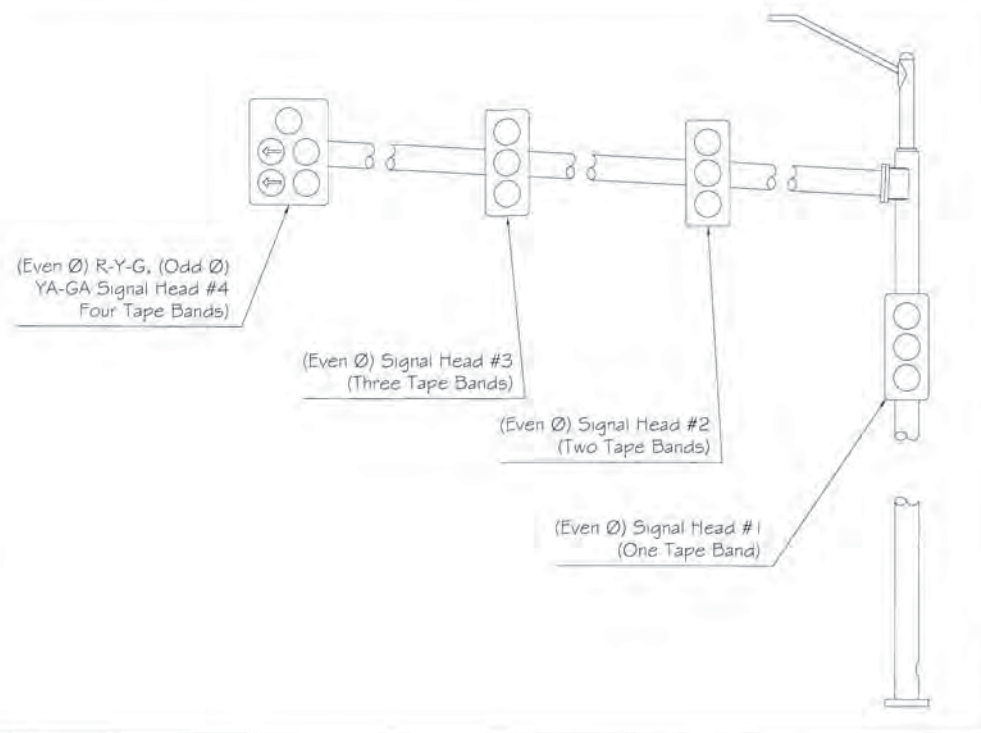 (Even Ø) R-Y-G, (Odd Ø)
YA-GA Signal Head #4
Four Tape Bands)
(Even Ø) Signal Head #3
(Three Tape Bands)
(Even Ø) Signal Head #2
(Two Tape Bands)
(Even Ø) Signal Head #1
(One Tape Band)